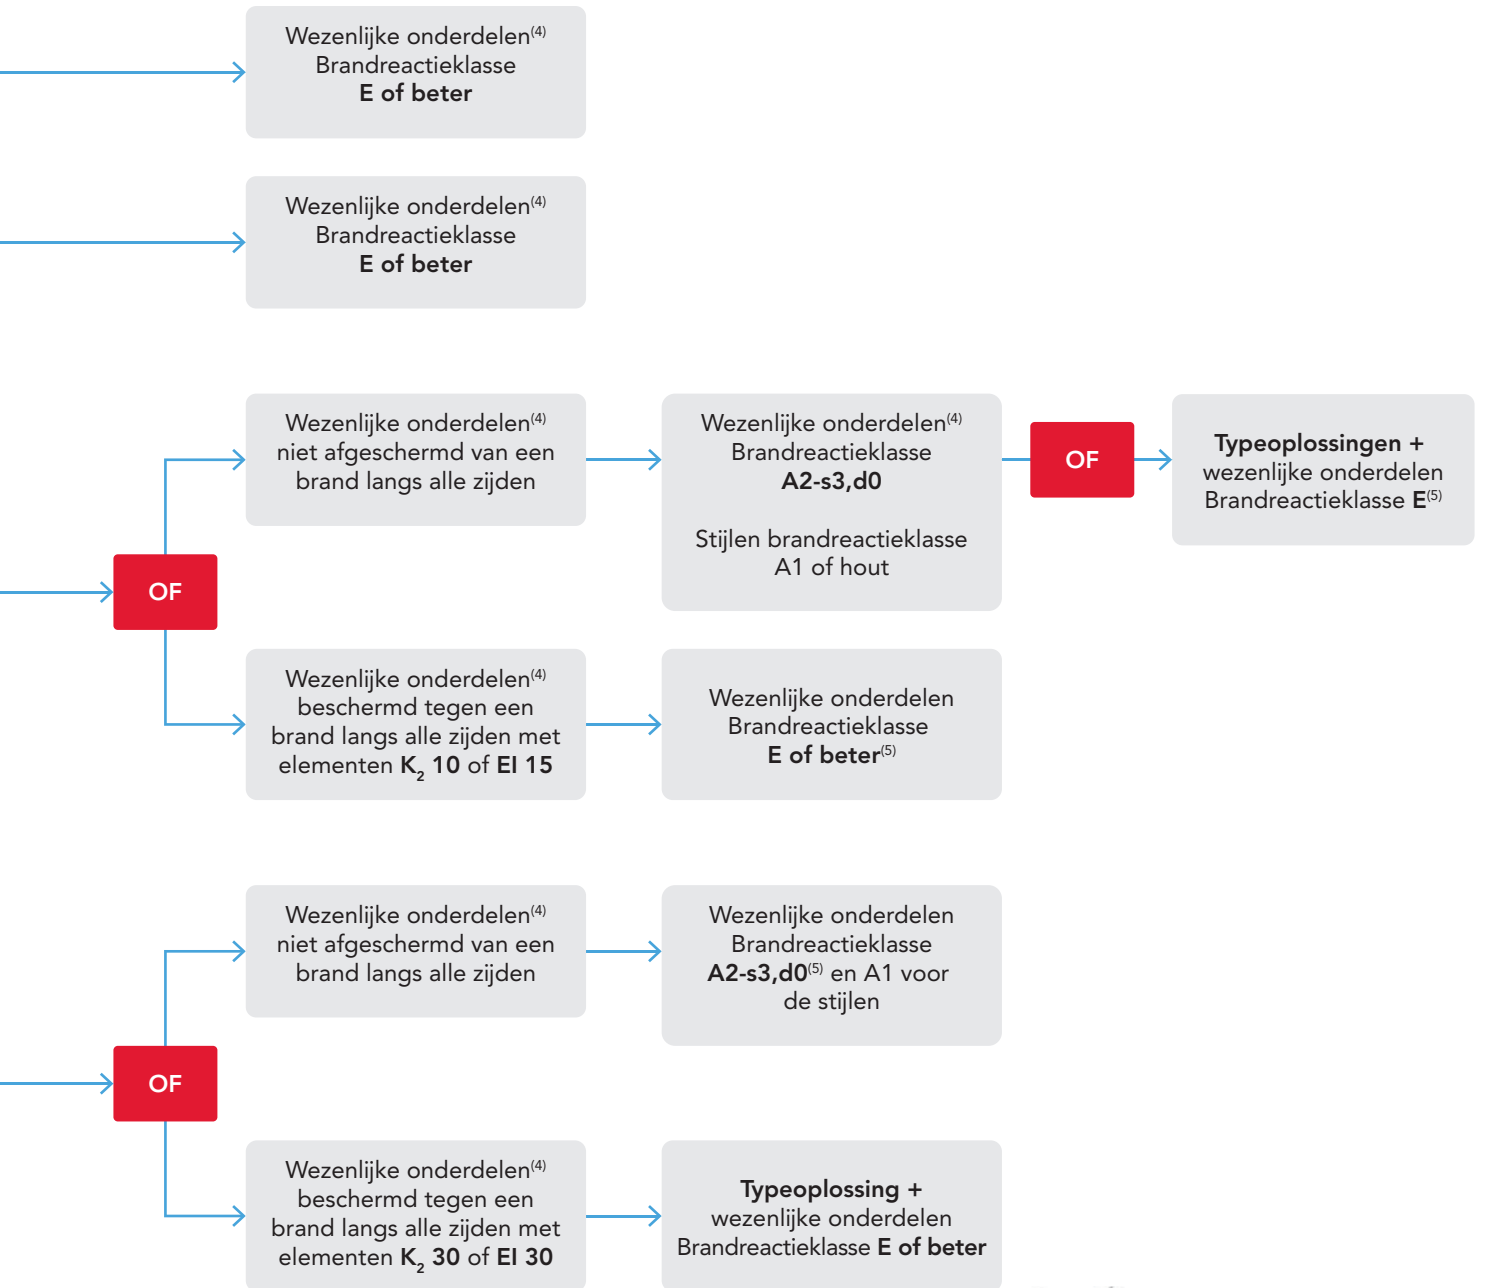 Wezenlijke onderdelen(4)
Brandreactieklasse
E of beter
Wezenlijke onderdelen(4)
Brandreactieklasse
E of beter
Wezenlijke onderdelen(4)
niet afgeschermd van een
brand langs alle zijden
Wezenlijke onderdelen(4)
Brandreactieklasse
A2-s3,d0
Stijlen brandreactieklasse
A1 of hout
OF
Typeoplossingen +
wezenlijke onderdelen
Brandreactieklasse E(5)
OF
Wezenlijke onderdelen(4)
beschermd tegen een
brand langs alle zijden met
elementen K2 10 of EI 15
Wezenlijke onderdelen
Brandreactieklasse
E of beter(5)
Wezenlijke onderdelen(4)
niet afgeschermd van een
brand langs alle zijden
Wezenlijke onderdelen
Brandreactieklasse
A2-s3,d0(5) en A1 voor
de stijlen
OF
Wezenlijke onderdelen(4)
beschermd tegen een
brand langs alle zijden met
elementen K2 30 of EI 30
Typeoplossing +
wezenlijke onderdelen
Brandreactieklasse E of beter